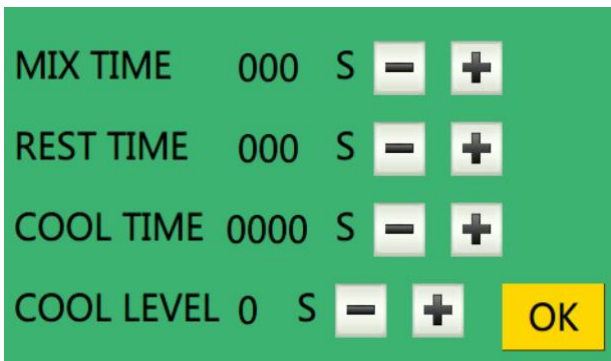 MIX TIME 000 S - +
REST TIME 000 S - +
COOL TIME 0000 S - +
COOL LEVEL 0 S - + OK